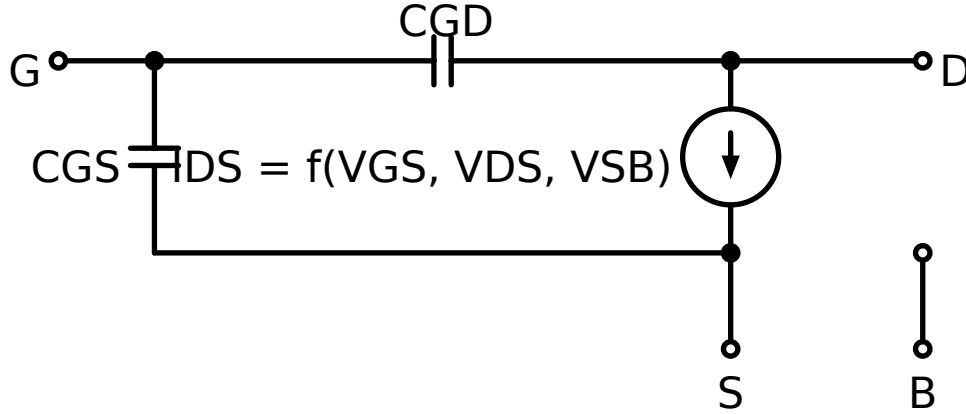 CGD
G
D
CGS
IDS = f(VGS, VDS, VSB)
S
B